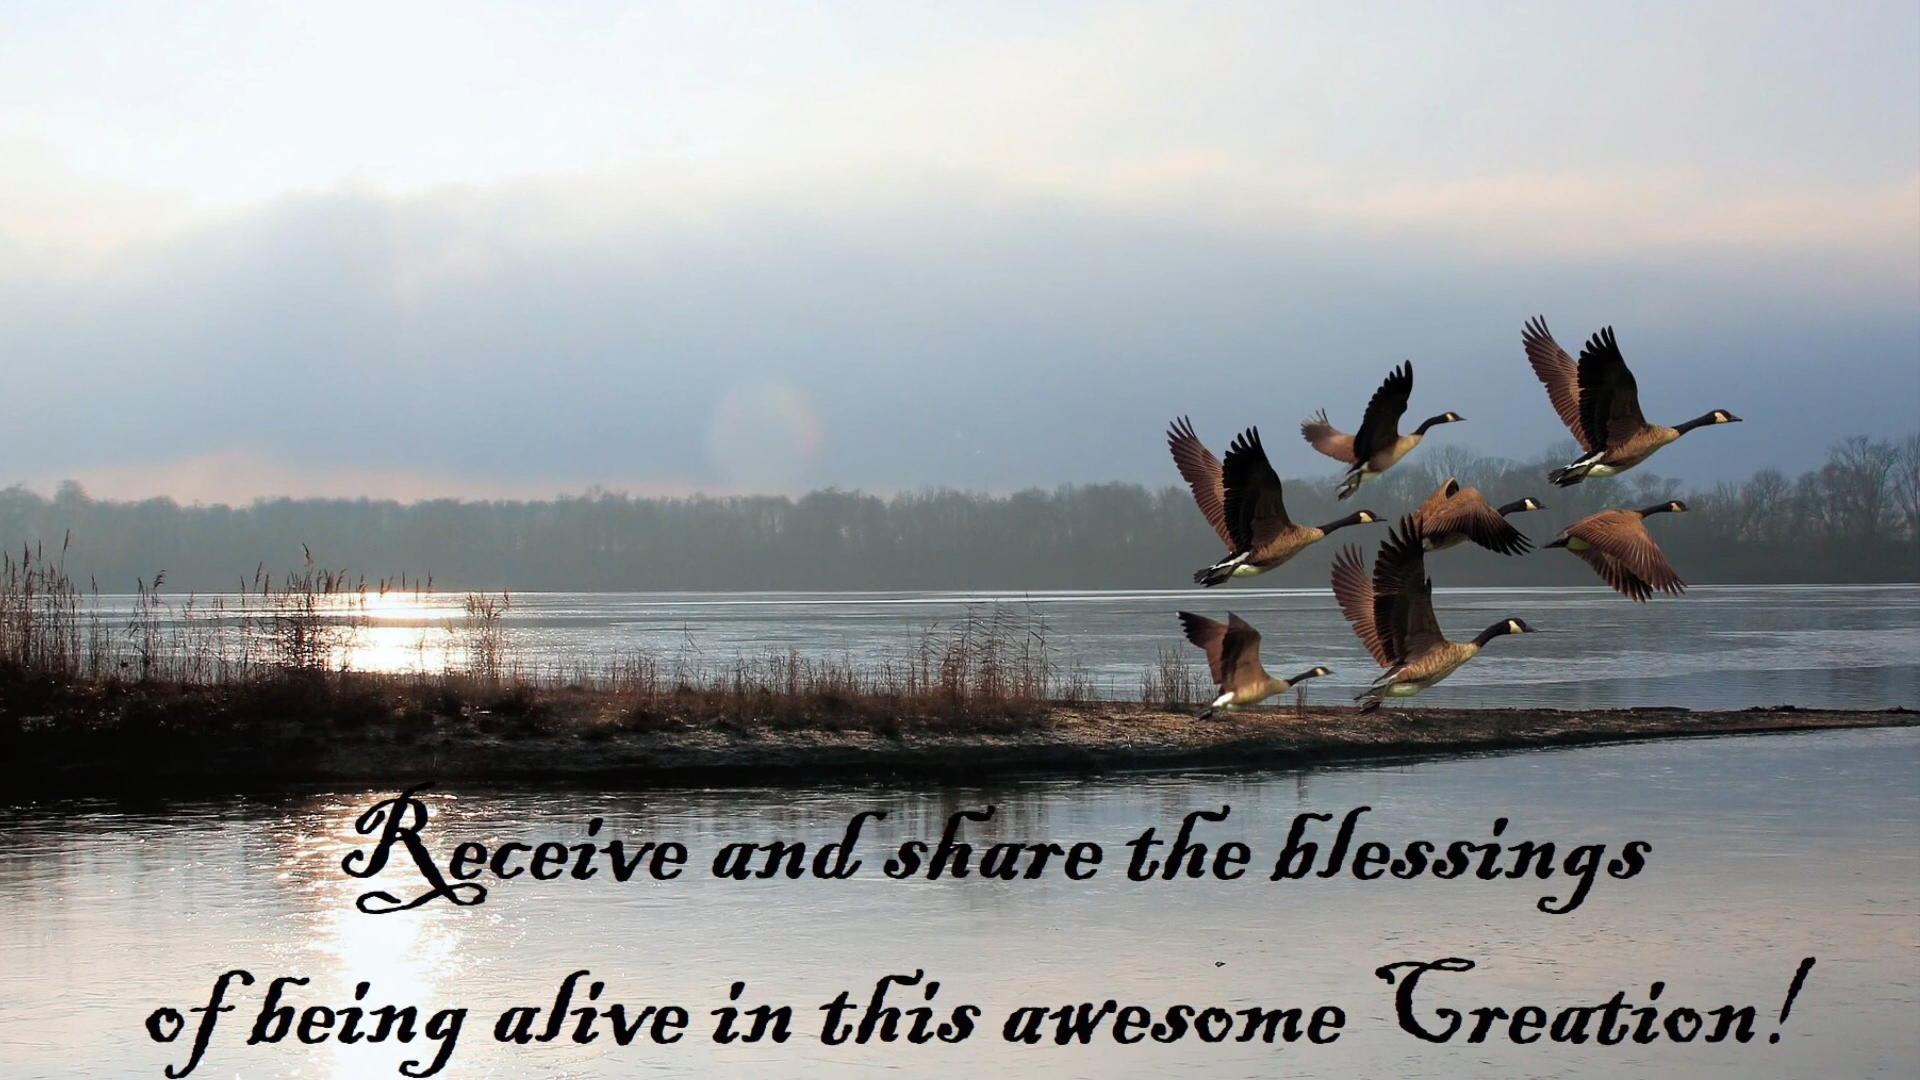 Receive and share the blessings
of being alive in this awesome Creation!